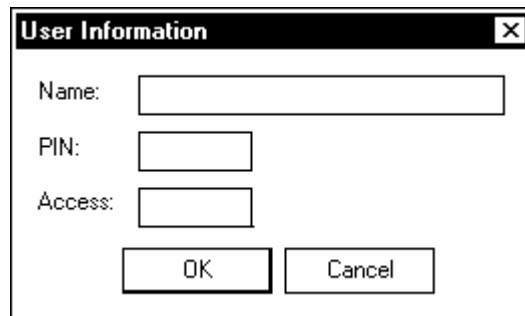 User Information
Name:
PIN:
Access:
OK Cancel